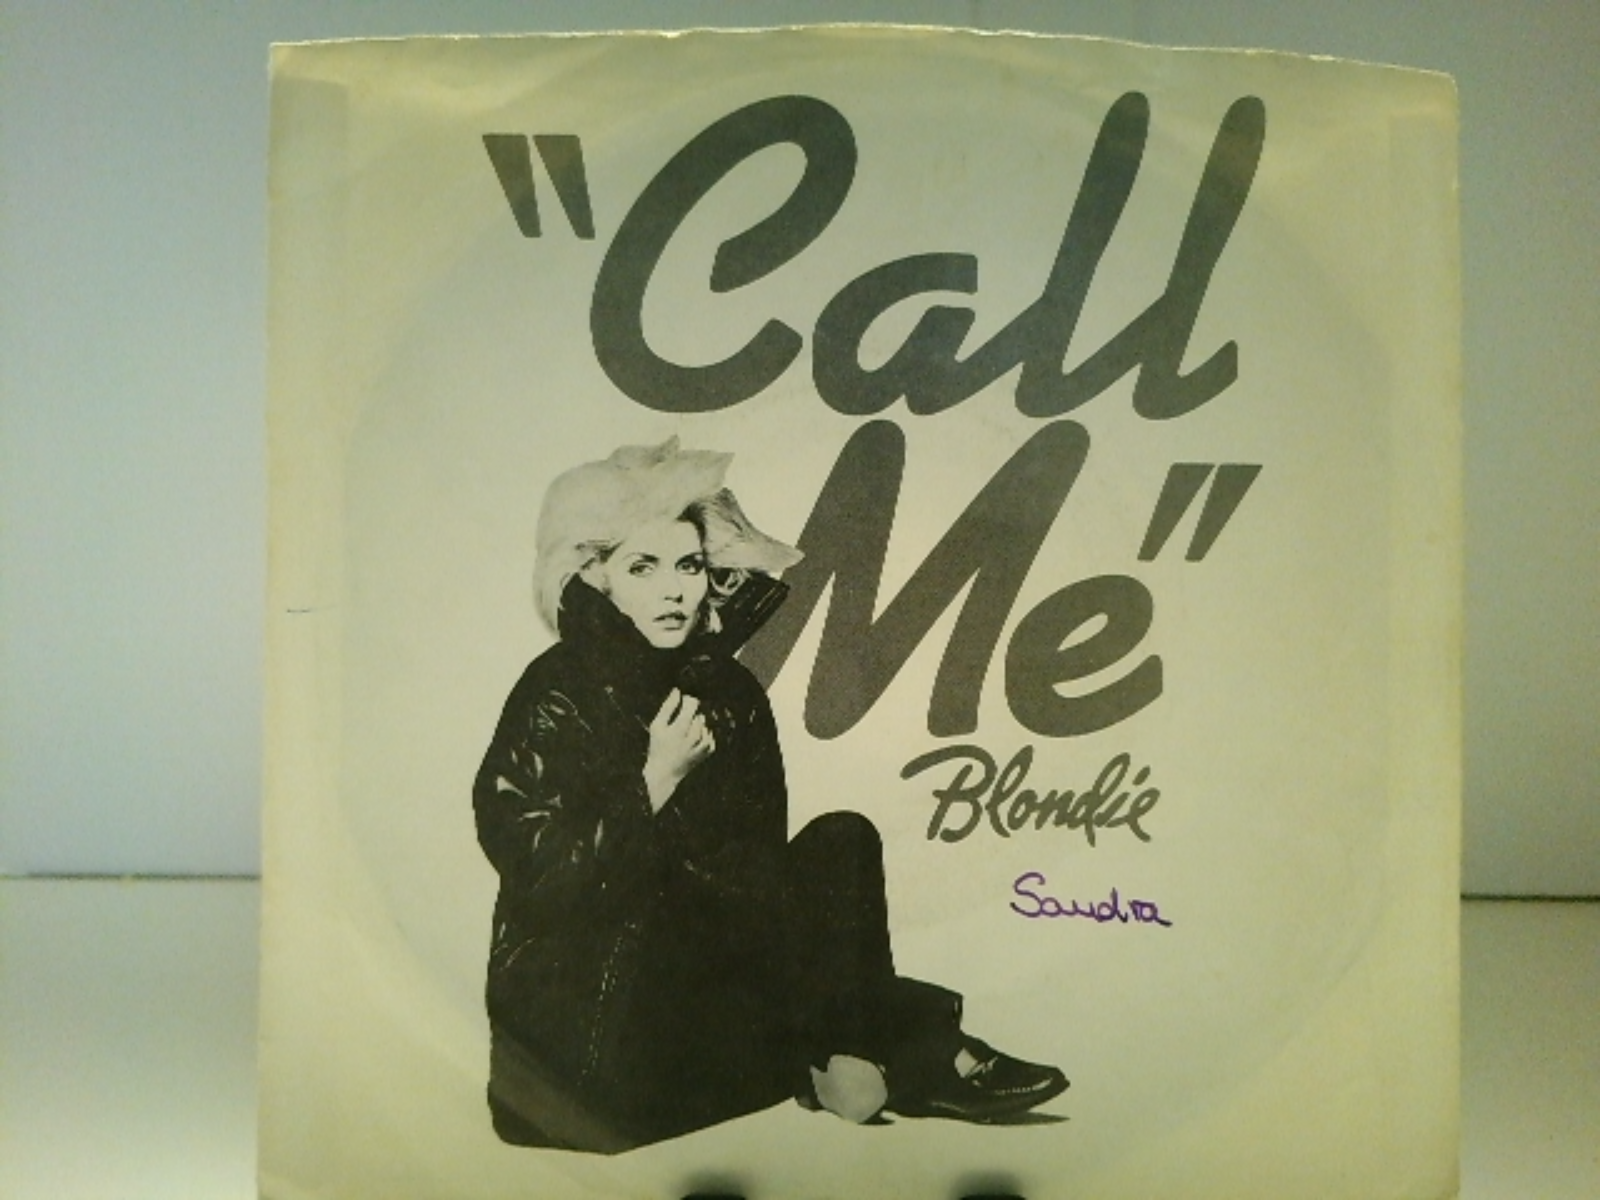 "Call
Me"
Blondie
Sandra